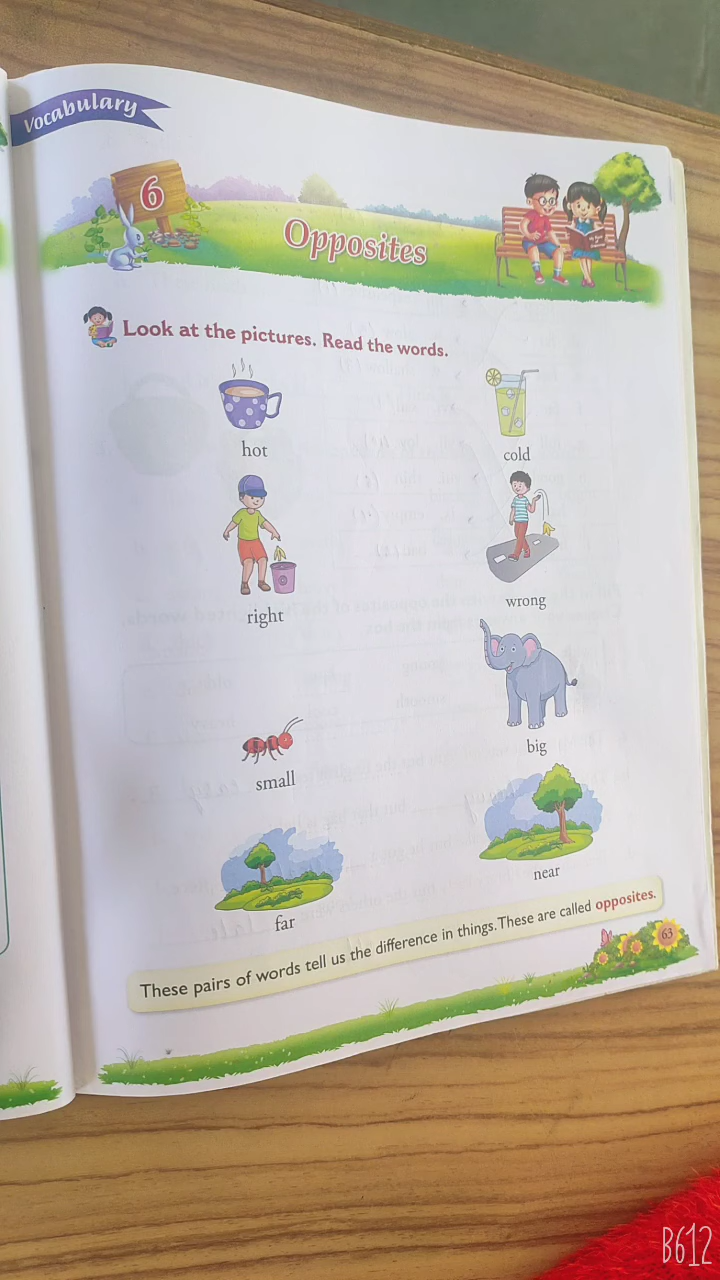 Vocabulary
6
Opposites
Look at the pictures. Read the words.
hot
cold
right
wrong
small
big
far
near
These pairs of words tell us the difference in things. These are called opposites.
63
B612